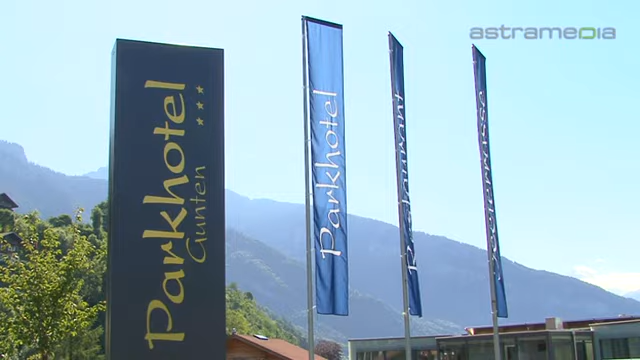 astramedia
Parkhotel
Gunten
Parkhotel
Restaurant
Seeterrasse